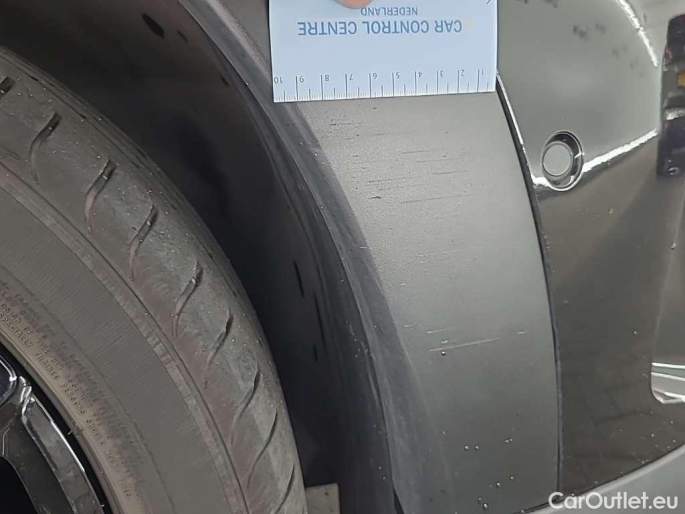 CAR CONTROL CENTRE
NEDERLAND
10 9 8 7 6 5 4 3 2 1
CarOutlet.eu